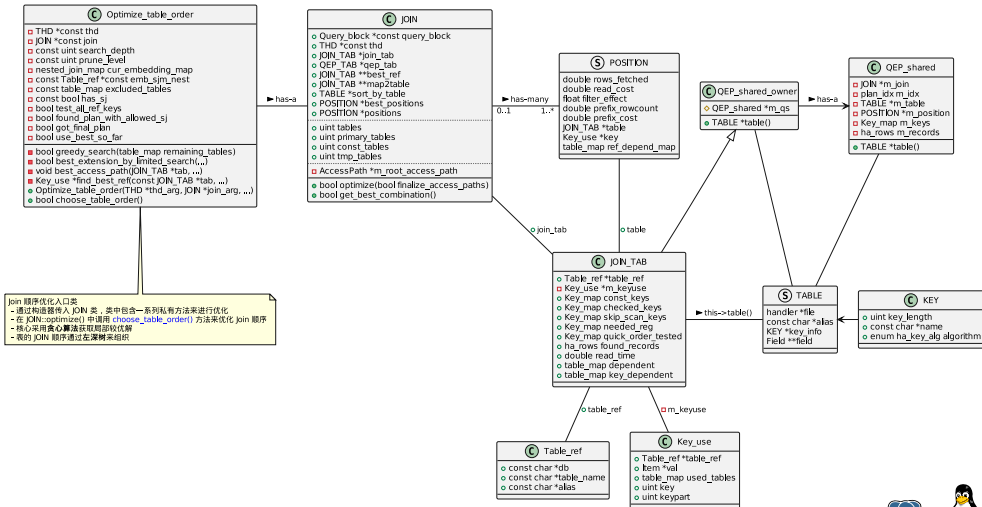 Optimize_table_order
THD *const thd
JOIN *const join
const uint search_depth
const uint prune_level
nested_join_map cur_embedding_map
const Table_ref *const emb_sjm_nest
const table_map excluded_tables
const bool has_sj
bool test_all_ref_keys
bool found_plan_with_allowed_sj
bool got_final_plan
bool use_best_so_far
bool greedy_search(table_map remaining_tables)
bool best_extension_by_limited_search(,...)
void best_access_path(JOIN_TAB *tab, ...)
Key_use *find_best_ref(const JOIN_TAB *tab, ...)
Optimize_table_order(THD *thd_arg, JOIN *join_arg, ...)
bool choose_table_order()
Join 顺序优化入口类
- 通过构造器传入 JOIN 类，类中包含一系列私有方法来进行优化
- 在 JOIN::optimize() 中调用 choose_table_order() 方法来优化 Join 顺序
- 核心采用贪心算法获取局部较优解
- 表的 JOIN 顺序通过左深树来组织
has-a
JOIN
Query_block *const query_block
THD *const thd
JOIN_TAB *join_tab
QEP_TAB *qep_tab
JOIN_TAB **best_ref
JOIN_TAB **map2table
TABLE *sort_by_table
POSITION *best_positions
POSITION *positions
uint tables
uint primary_tables
uint const_tables
uint tmp_tables
AccessPath *m_root_access_path
bool optimize(bool finalize_access_paths)
bool get_best_combination()
has-many
0..1
1..*
POSITION
double rows_fetched
double read_cost
float filter_effect
double prefix_rowcount
double prefix_cost
JOIN_TAB *table
Key_use *key
table_map ref_depend_map
QEP_shared_owner
QEP_shared *m_qs
TABLE *table()
has-a
QEP_shared
JOIN *m_join
plan_idx m_idx
TABLE *m_table
POSITION *m_position
Key_map m_keys
ha_rows m_records
TABLE *table()
join_tab
table
JOIN_TAB
Table_ref *table_ref
Key_use *m_keyuse
Key_map const_keys
Key_map checked_keys
Key_map skip_scan_keys
Key_map needed_reg
Key_map quick_order_tested
ha_rows found_records
double read_time
table_map dependent
table_map key_dependent
this->table()
TABLE
handler *file
const char *alias
KEY *key_info
Field **field
KEY
uint key_length
const char *name
enum ha_key_alg algorithm
table_ref
m_keyuse
Table_ref
const char *db
const char *table_name
const char *alias
Key_use
Table_ref *table_ref
Item *val
table_map used_tables
uint key
uint keypart